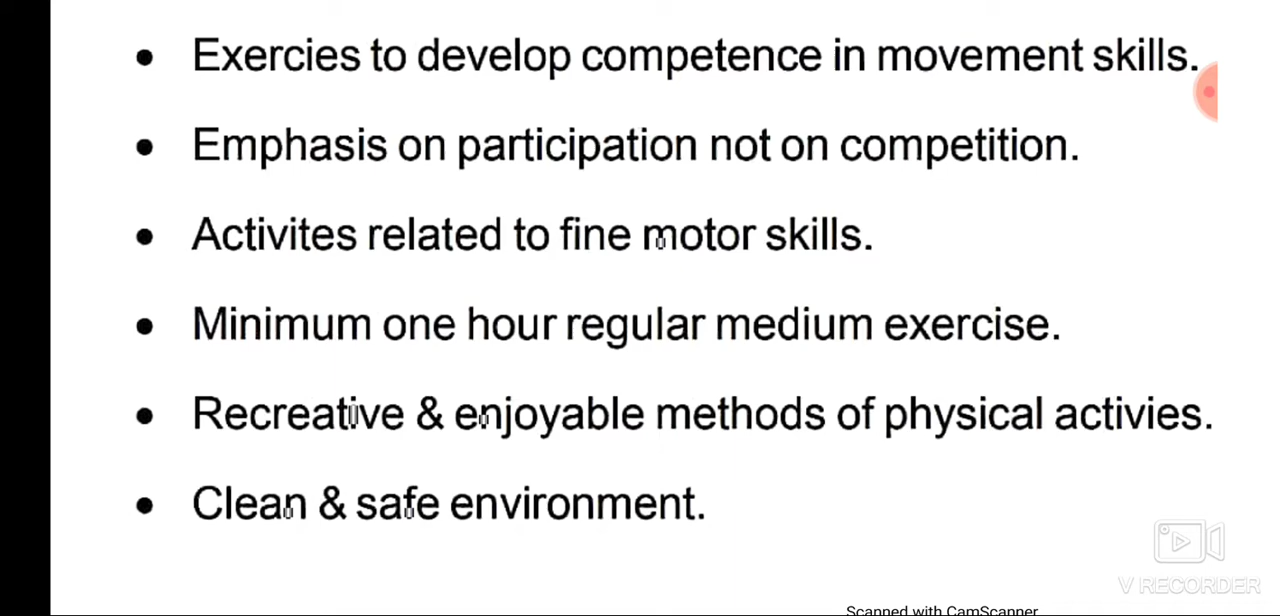 • Exercies to develop competence in movement skills.
• Emphasis on participation not on competition.
• Activites related to fine motor skills.
• Minimum one hour regular medium exercise.
• Recreative & enjoyable methods of physical activies.
• Clean & safe environment.
V RECORDER
Scanned with CamScanner